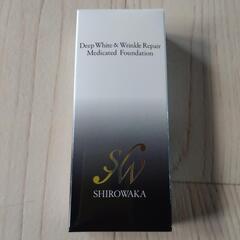 Deep White & Wrinkle Repair
Medicated Foundation
SW
SHIROWAKA